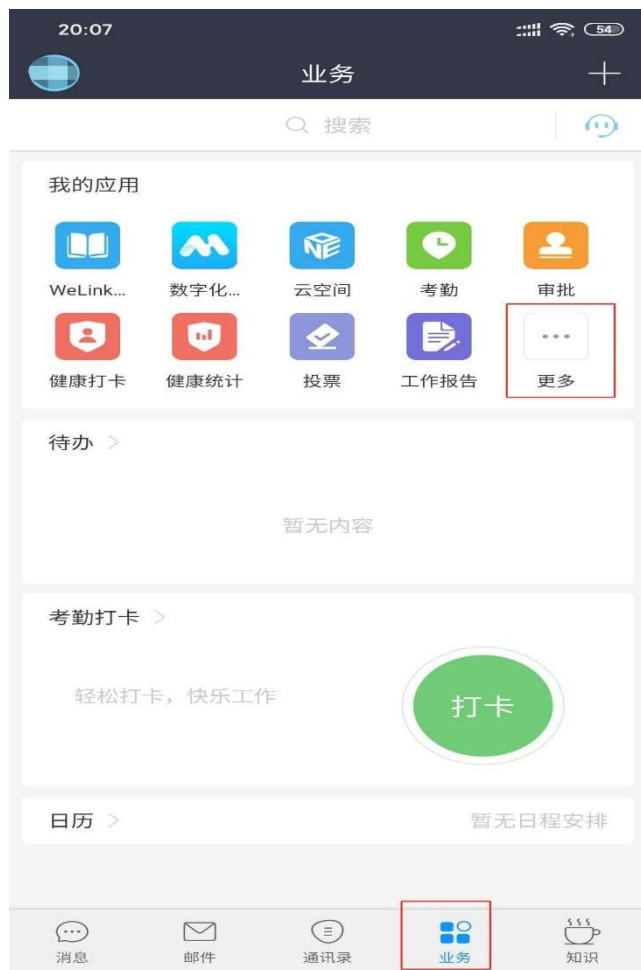 20:07
54
业务
搜索
我的应用
WeLink...
数字化...
云空间
考勤
审批
健康打卡
健康统计
投票
工作报告
更多
待办
暂无内容
考勤打卡
轻松打卡，快乐工作
打卡
日历
暂无日程安排
消息
邮件
通讯录
业务
知识